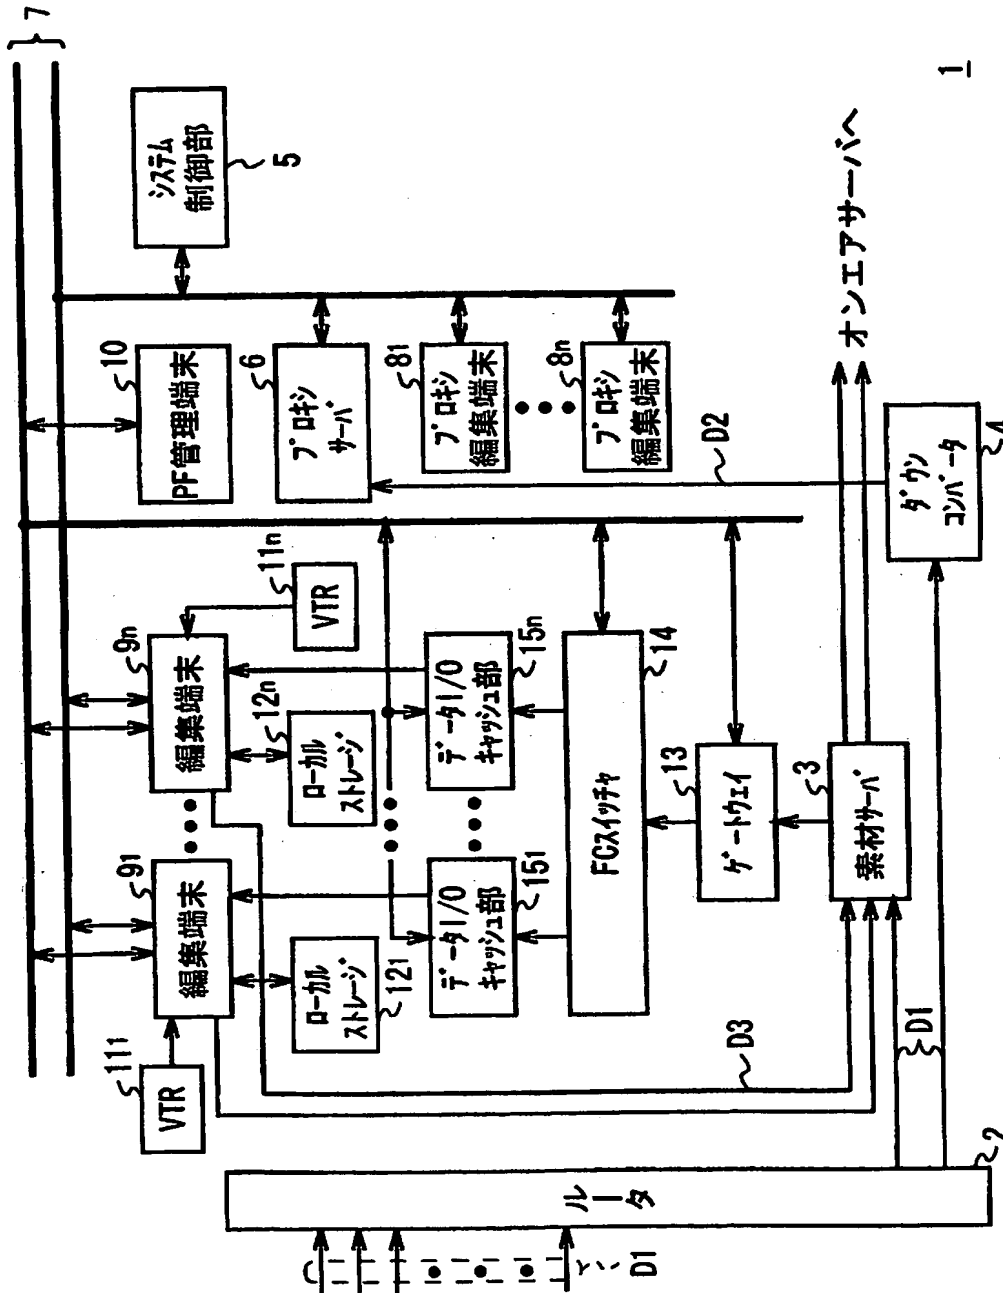 7
システム
制御部
5
1
10
PF管理端末
6
プロキシ
サーバ
81
プロキシ
編集端末
8n
プロキシ
編集端末
オンエアサーバへ
D2
ダウン
コンバータ
4
9n
編集端末
11n
VTR
12n
ローカル
ストレージ
15n
データI/O
キャッシュ部
14
FCスイッチャ
13
ゲートウェイ
3
素材サーバ
91
編集端末
111
VTR
121
ローカル
ストレージ
151
データI/O
キャッシュ部
D3
D1
2
ルータ
D1